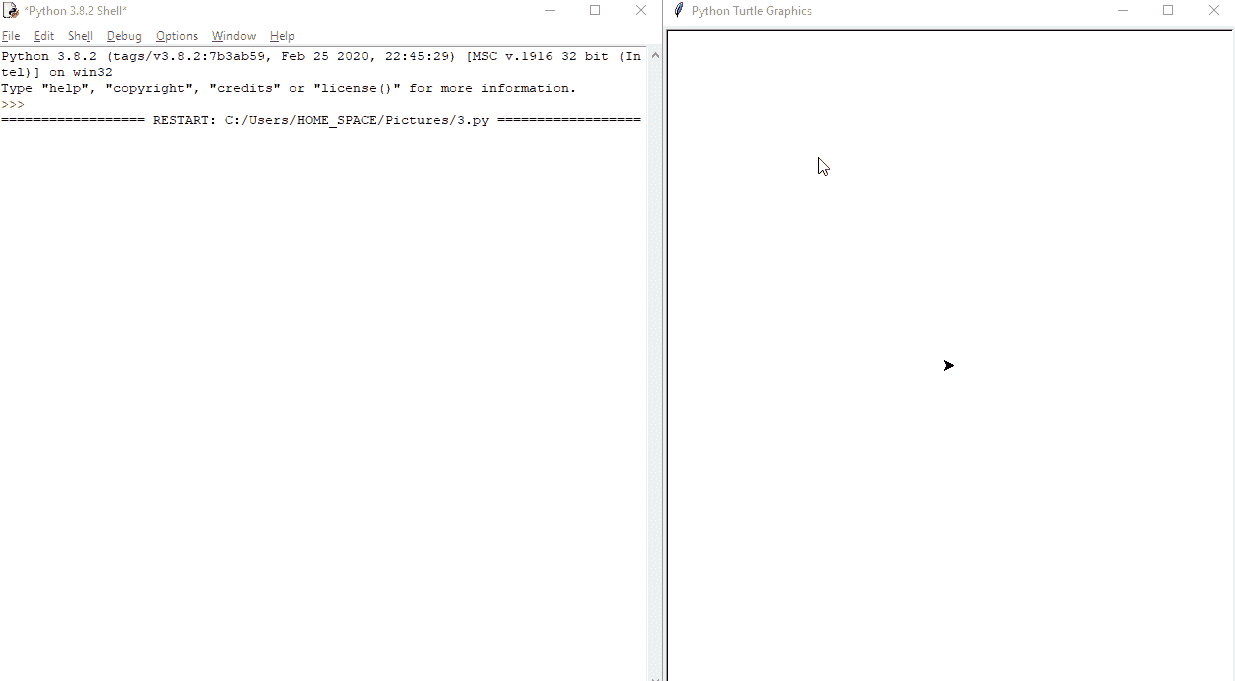 *Python 3.8.2 Shell*
File Edit Shell Debug Options Window Help
Python 3.8.2 (tags/v3.8.2:7b3ab59, Feb 25 2020, 22:45:29) [MSC v.1916 32 bit (In
tel)] on win32
Type "help", "copyright", "credits" or "license()" for more information.
>>>
================== RESTART: C:/Users/HOME_SPACE/Pictures/3.py ==================
Python Turtle Graphics